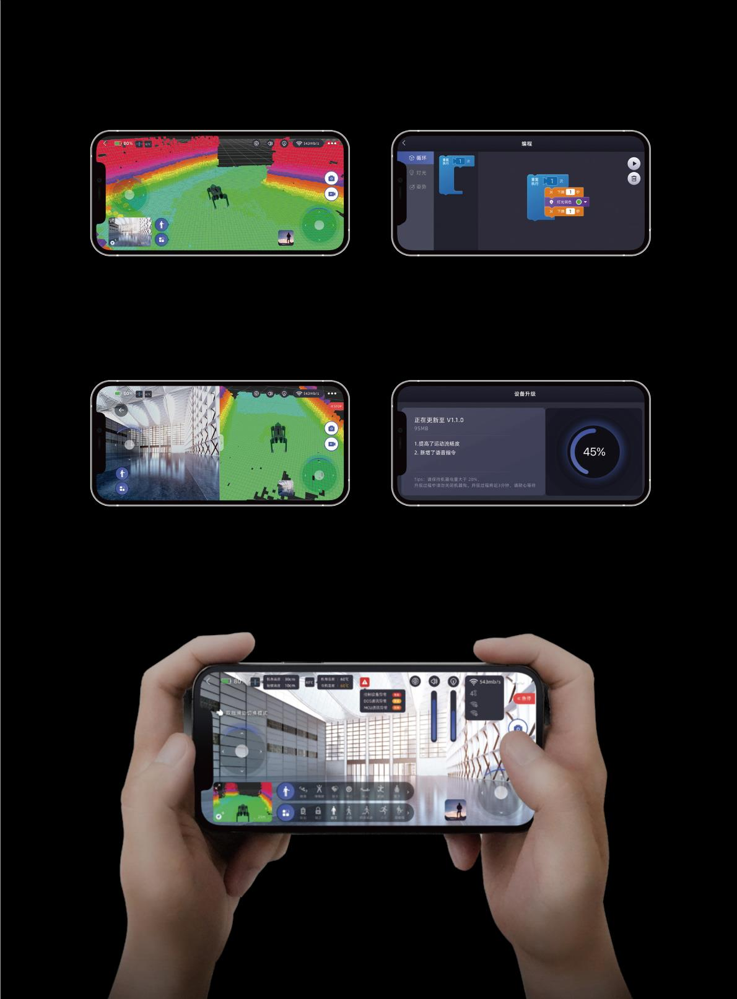 80%
60℃
543mb/s
编程
循环
灯光
姿势
重复
执行
1
次
重复
执行
1
次
下蹲 1 秒
灯光调色
下蹲 1 秒
80%
60℃
543mb/s
≪STOP
设备升级
正在更新至 V1.1.0
95MB
1.提高了运动流畅度
2. 新增了语音指令
45%
Tips：请保持机器电量大于 20%，
升级过程中请勿关闭机器狗，升级过程将近3分钟，请耐心等待
80
机身高度 : 30cm
抬腿高度 : 10cm
60℃
机身温度 : 60℃
60℃
控制设备异常
DDS通讯异常
MCU通讯异常
543mb/s
≪ 急停
双指滑动切换模式